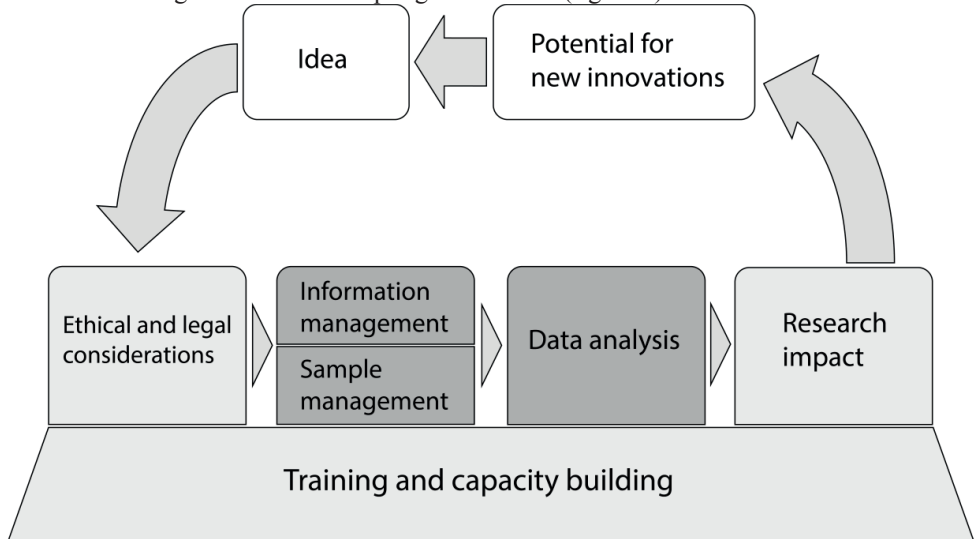 Idea
Potential for
new innovations
Ethical and legal
considerations
Information
management
Sample
management
Data analysis
Research
impact
Training and capacity building